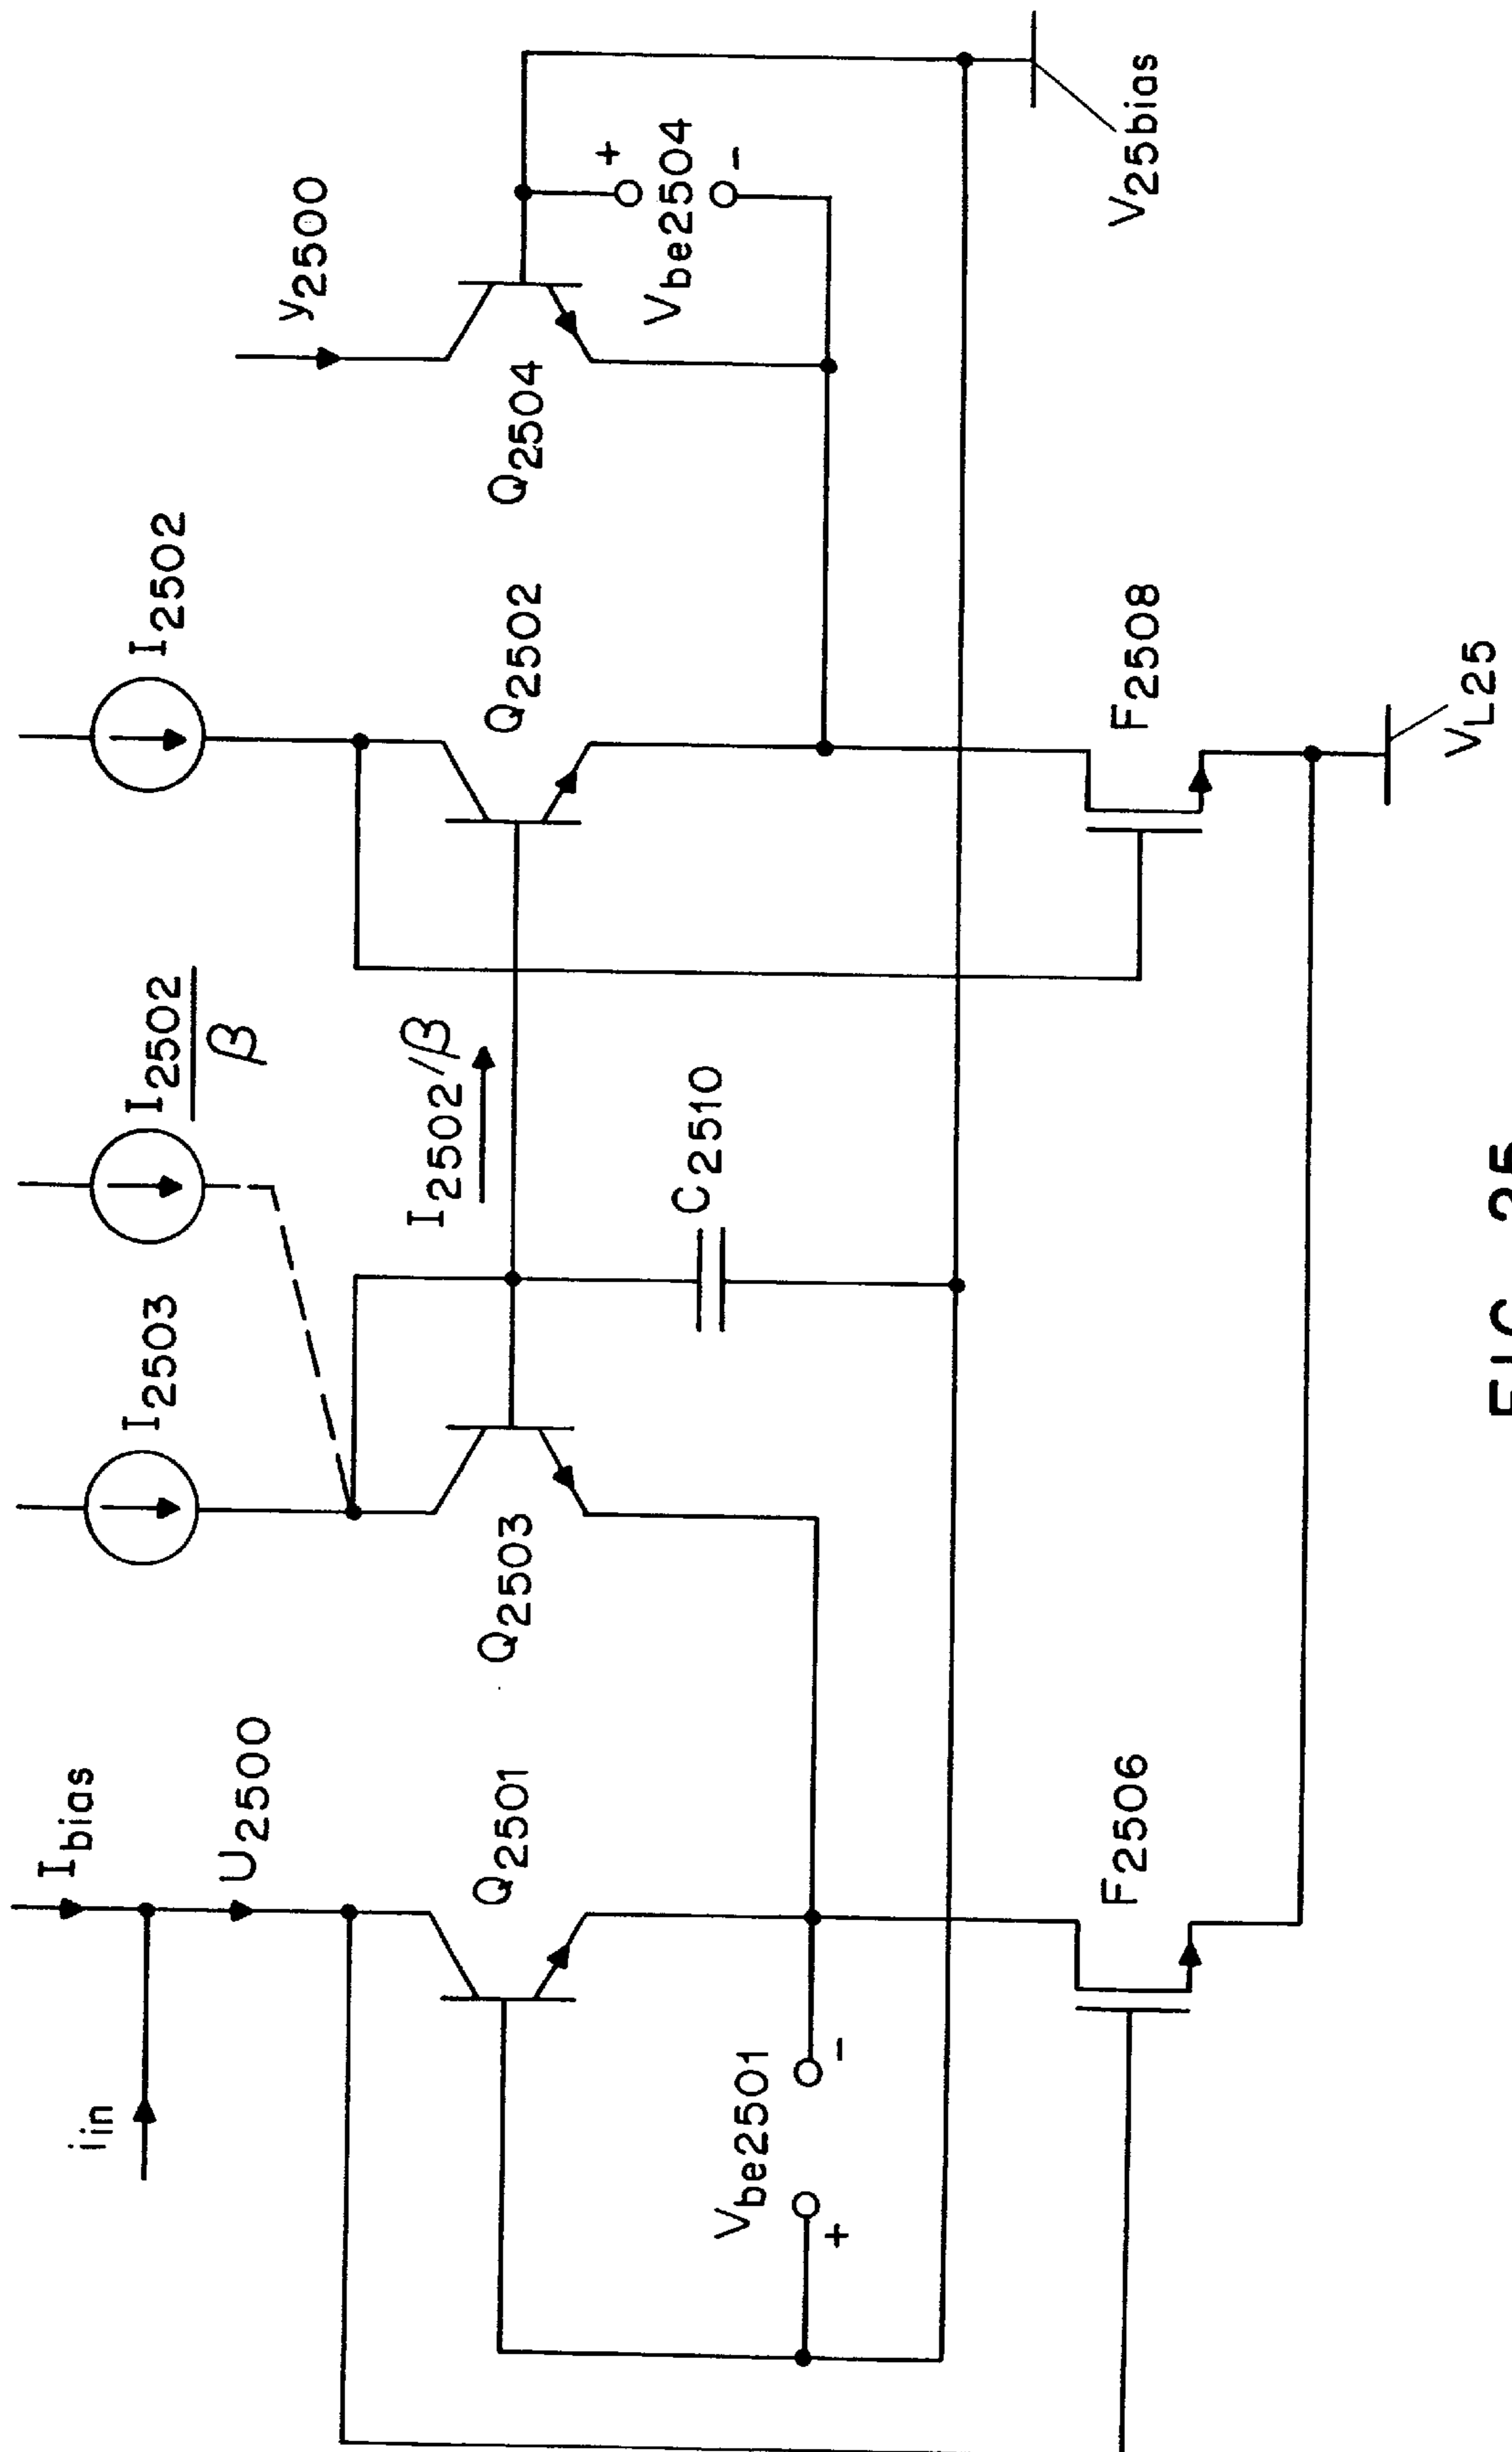 I2502/β
I2502
y2500
I2503
Ibias
iin
U2500
Q2501
Q2503
I2502/β
Q2502
Q2504
Vbe2504
+
-
Vbe2501
+
-
C2510
F2506
F2508
V25bias
VL25